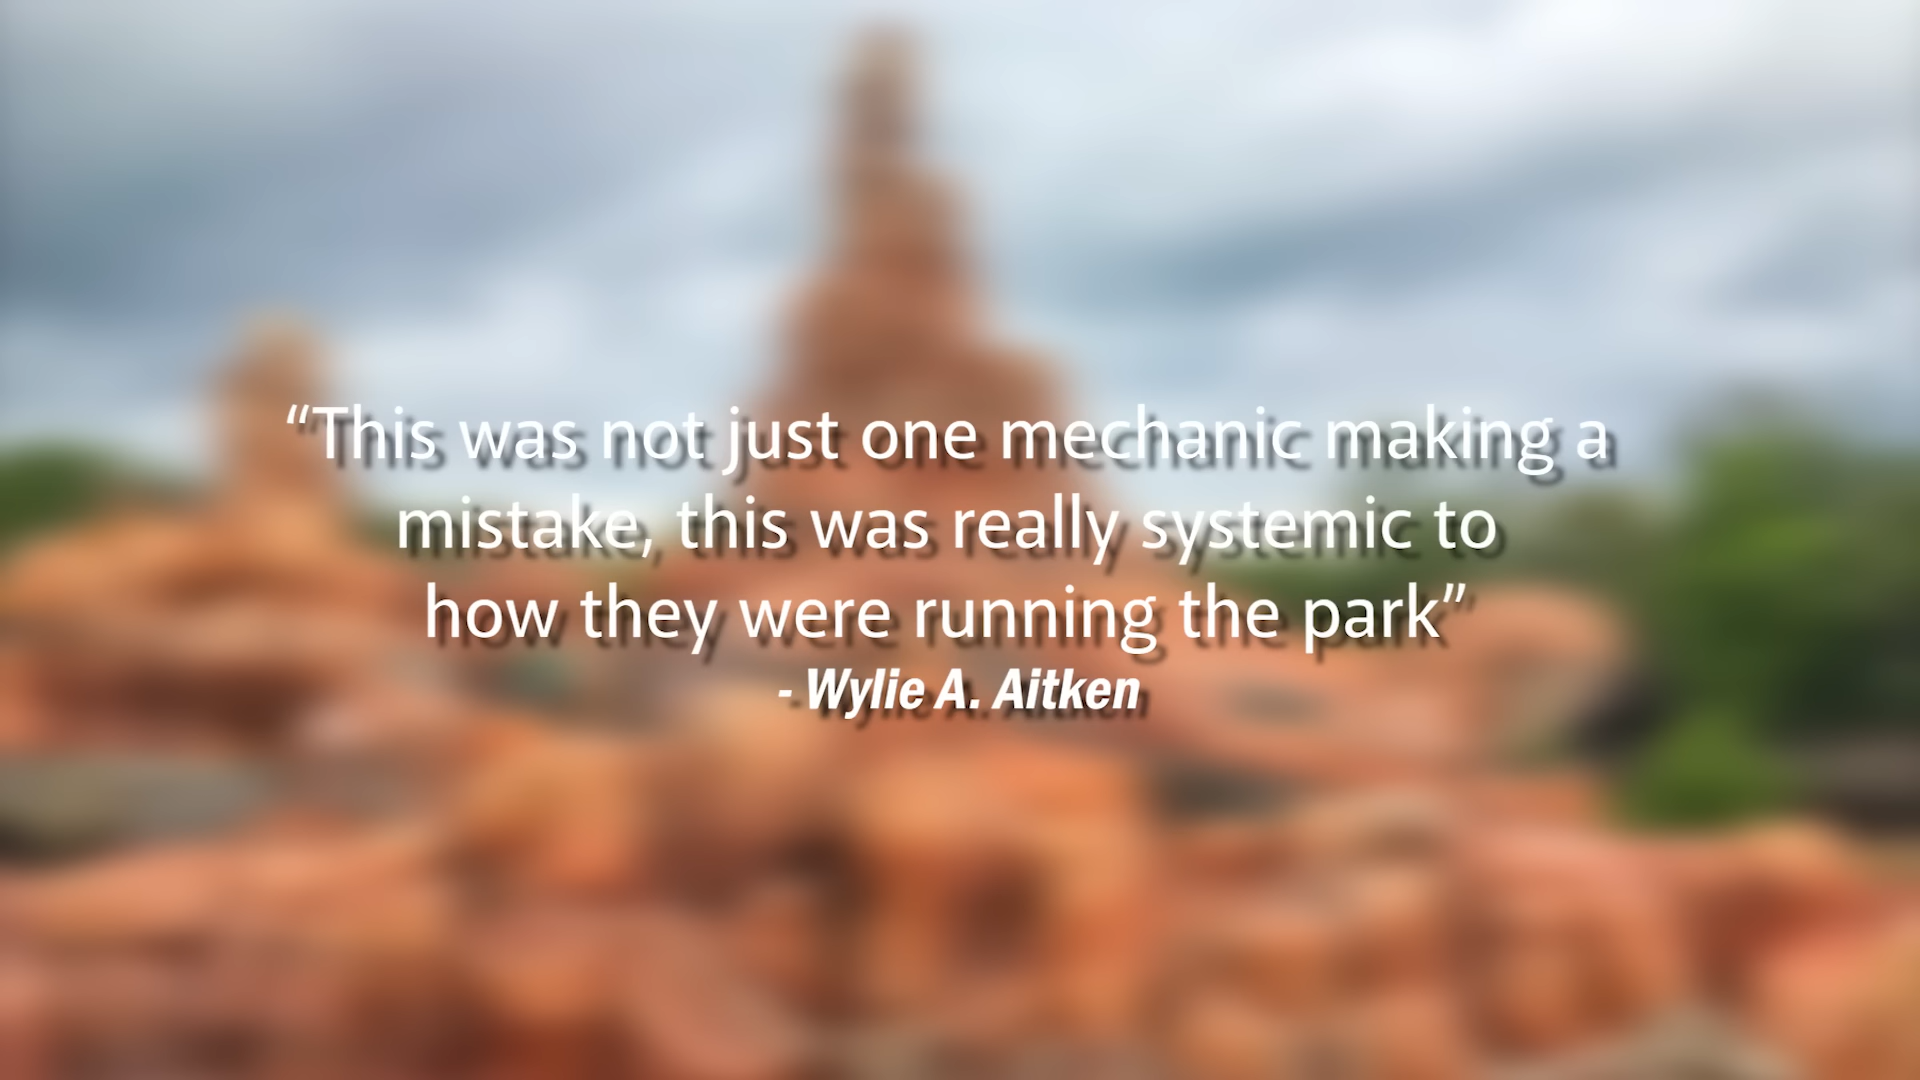 “This was not just one mechanic making a
mistake, this was really systemic to
how they were running the park”
- Wylie A. Aitken